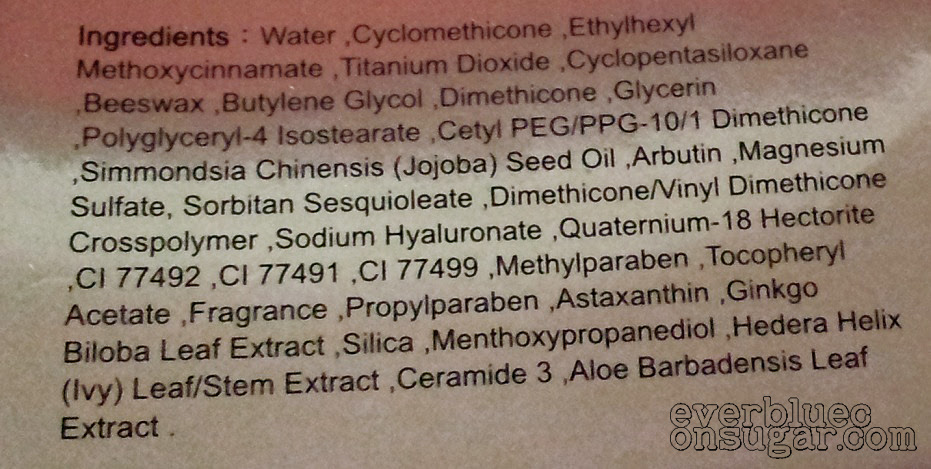 Ingredients : Water ,Cyclomethicone ,Ethylhexyl
Methoxycinnamate ,Titanium Dioxide ,Cyclopentasiloxane
,Beeswax ,Butylene Glycol ,Dimethicone ,Glycerin
,Polyglyceryl-4 Isostearate ,Cetyl PEG/PPG-10/1 Dimethicone
,Simmondsia Chinensis (Jojoba) Seed Oil ,Arbutin ,Magnesium
Sulfate, Sorbitan Sesquioleate ,Dimethicone/Vinyl Dimethicone
Crosspolymer ,Sodium Hyaluronate ,Quaternium-18 Hectorite
,CI 77492 ,CI 77491 ,CI 77499 ,Methylparaben ,Tocopheryl
Acetate ,Fragrance ,Propylparaben ,Astaxanthin ,Ginkgo
Biloba Leaf Extract ,Silica ,Menthoxypropanediol ,Hedera Helix
(Ivy) Leaf/Stem Extract ,Ceramide 3 ,Aloe Barbadensis Leaf
Extract .
everbluec
onsugar.com